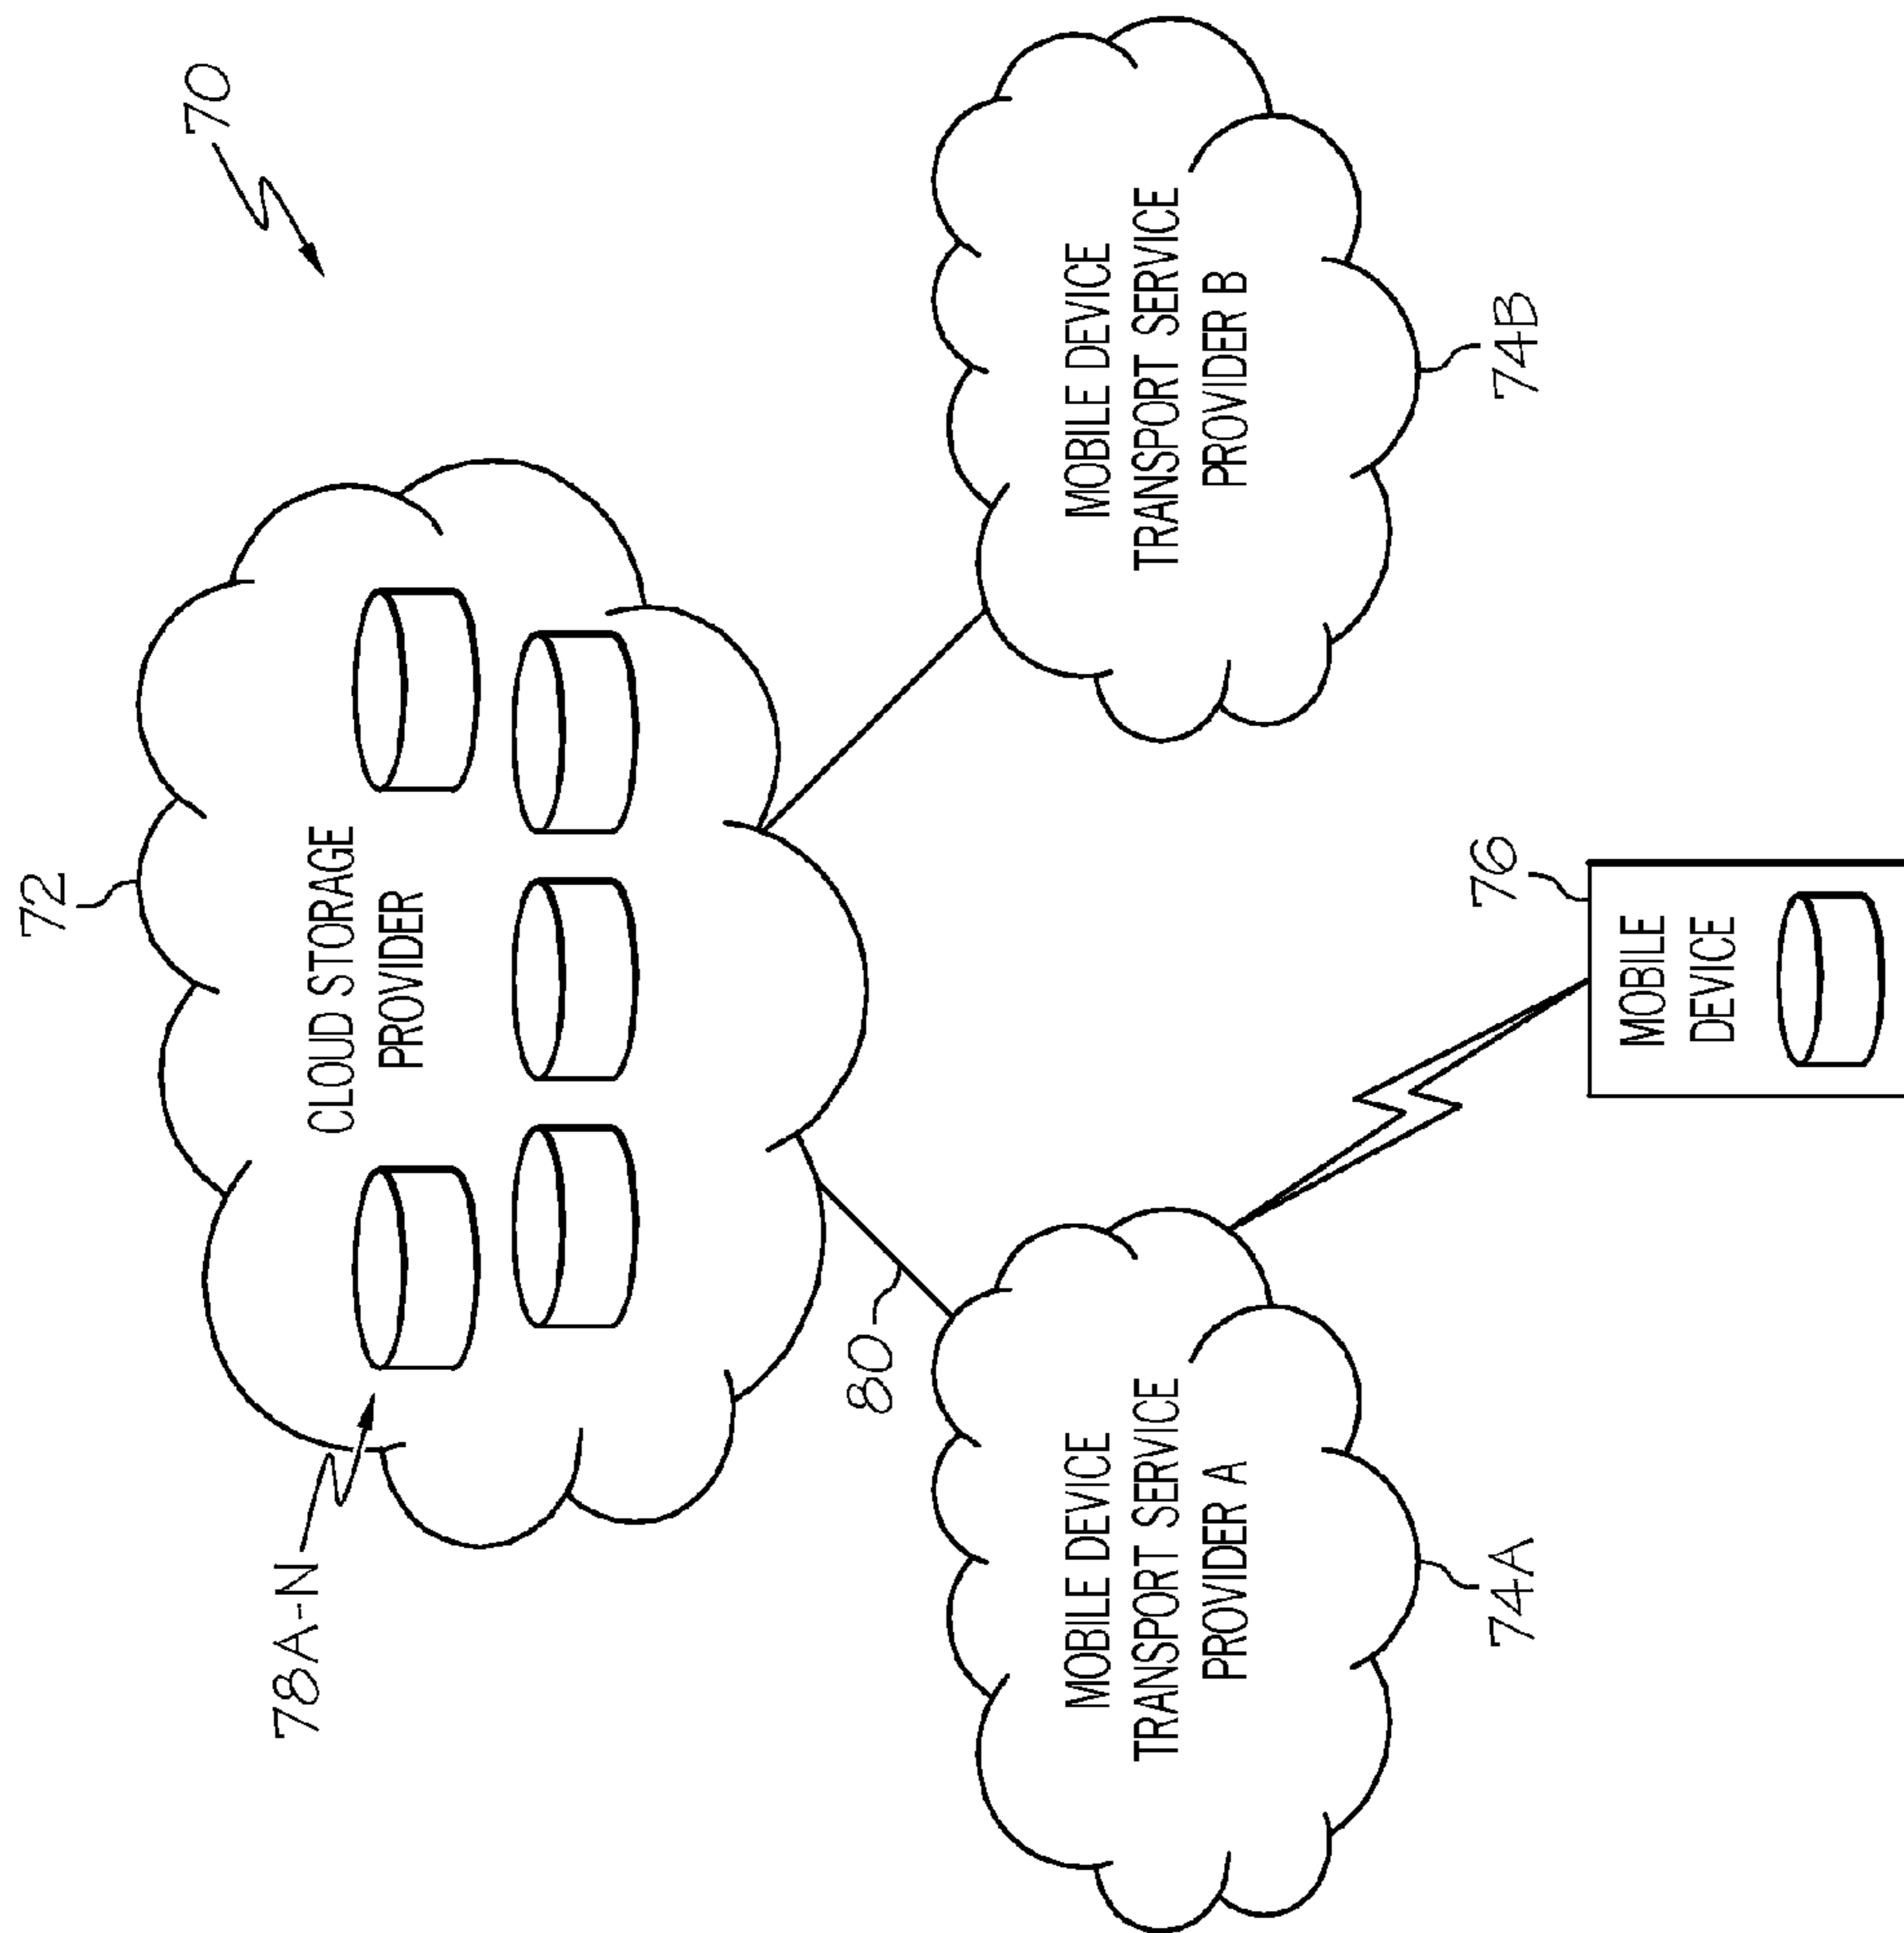 70
72
CLOUD STORAGE
PROVIDER
78A-N
80
MOBILE DEVICE
TRANSPORT SERVICE
PROVIDER A
74A
MOBILE DEVICE
TRANSPORT SERVICE
PROVIDER B
74B
76
MOBILE
DEVICE